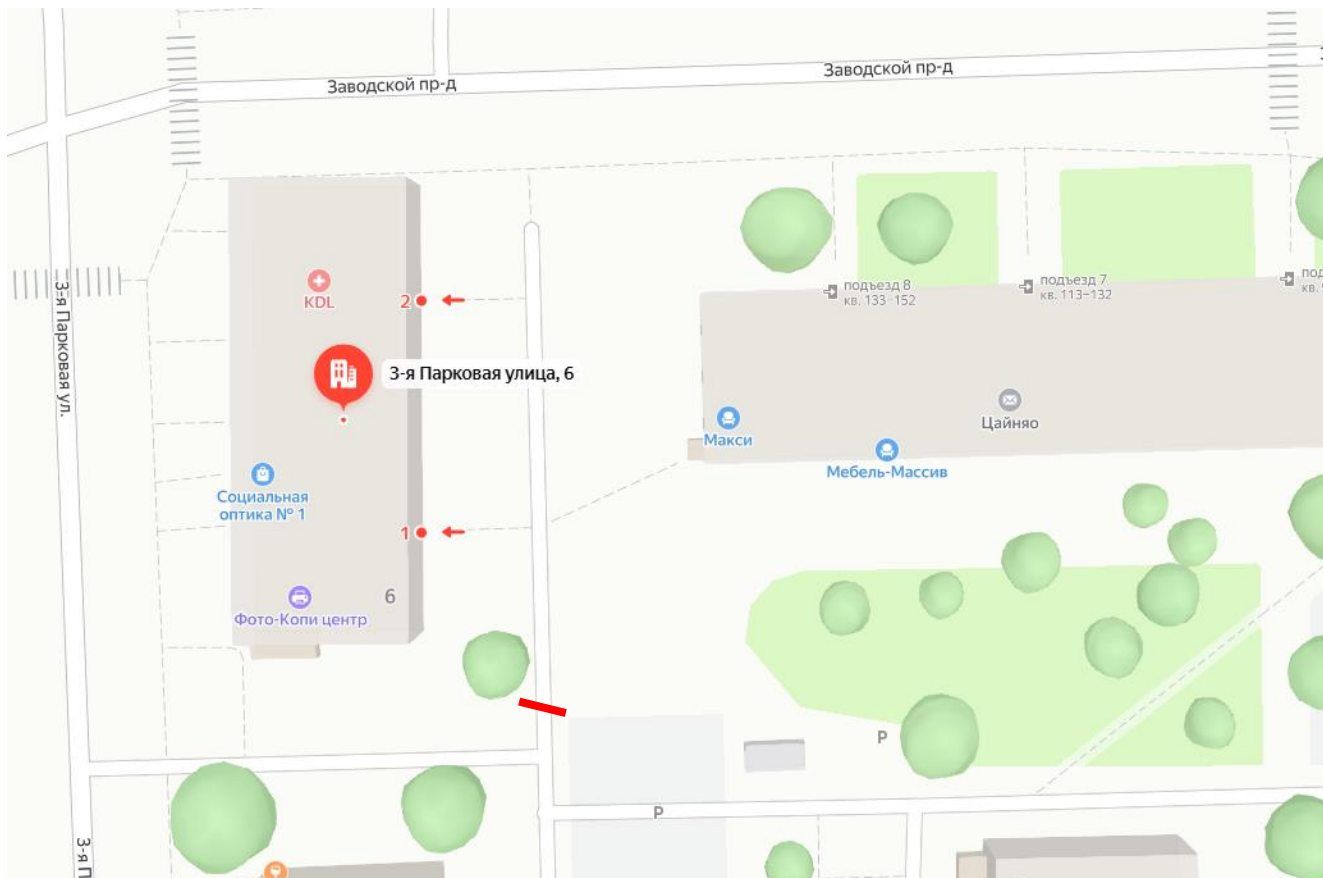 Заводской пр-д
Заводской пр-д
3-я Парковая ул.
KDL
2
3-я Парковая улица, 6
подъезд 8
кв. 133-152
подъезд 7
кв. 113–132
Макси
Цайняо
Мебель-Массив
Социальная
оптика № 1
1
6
Фото-Копи центр
P
P